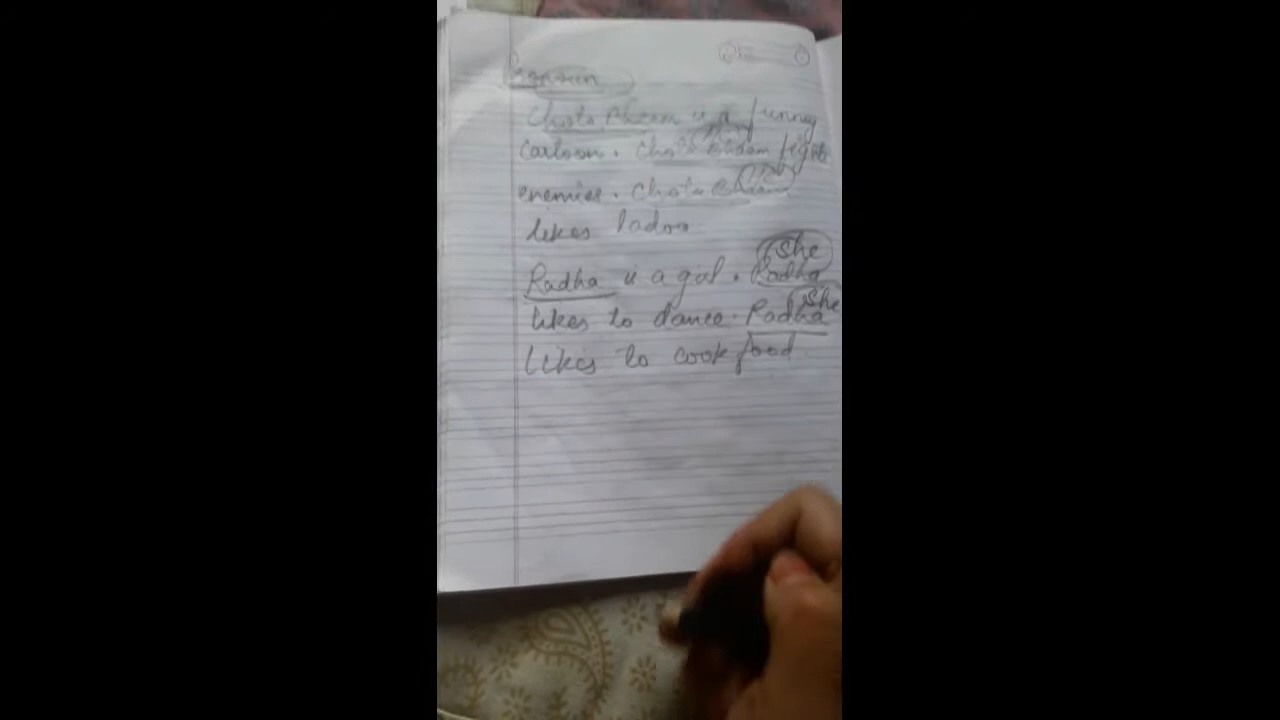 Chota Bheem is a funny
cartoon. Chota Bheem fights
enemies. Chota Bheem
likes ladoo
She
Radha is a girl. Radha
She
likes to dance. Radha
likes to cook food